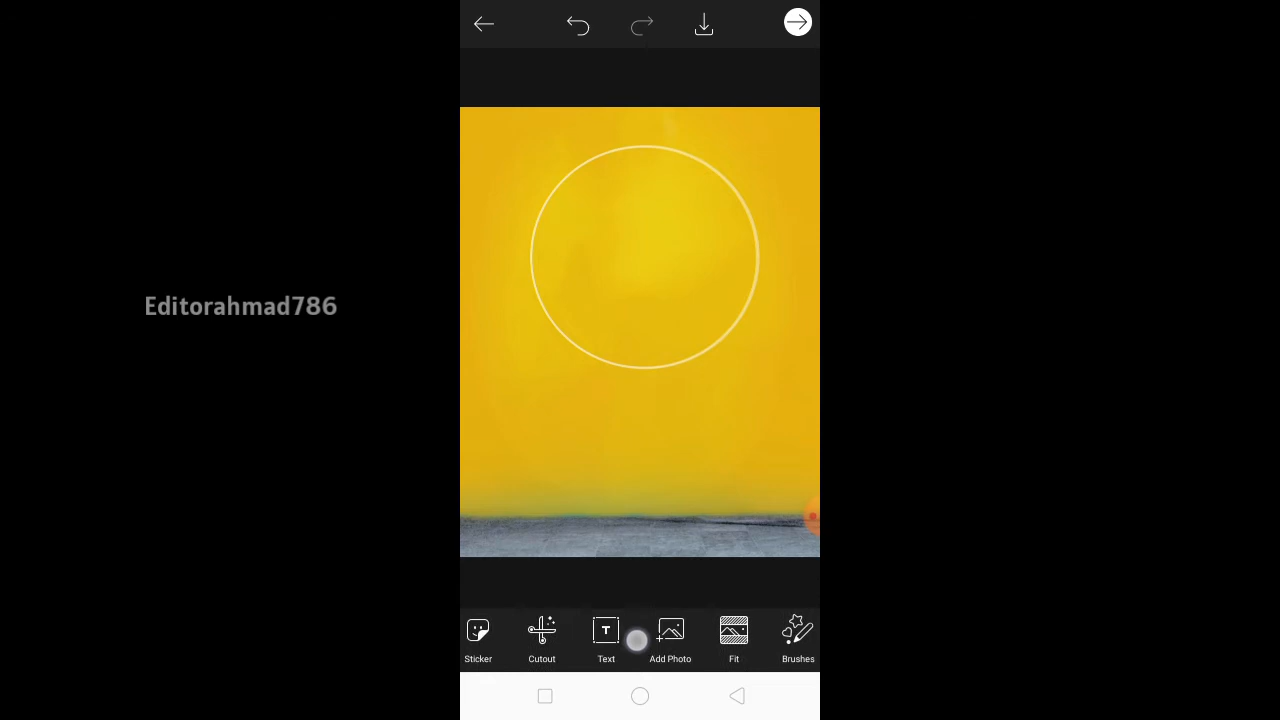 Editorahmad786
Sticker
Cutout
T
Text
Add Photo
Fit
Brushes